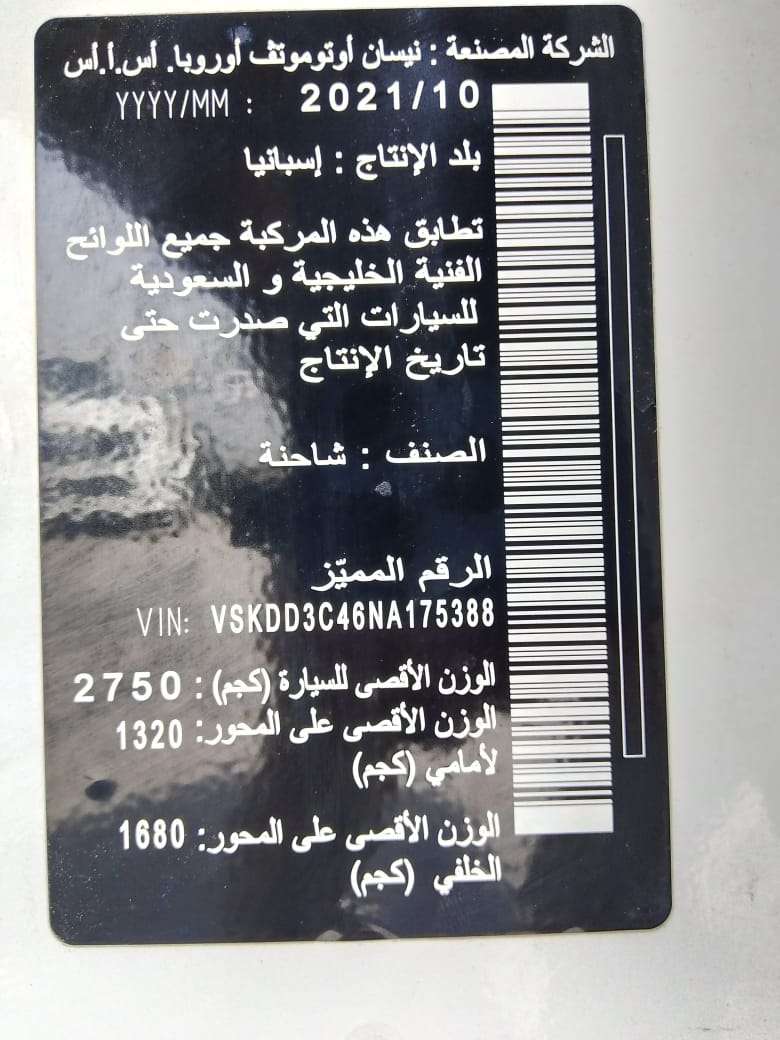 الشركة المصنعة : نيسان أوتوموتڤ أوروبا. أس.أ.أس
YYYY/MM : 2021/10
بلد الإنتاج : إسبانيا
تطابق هذه المركبة جميع اللوائح
الفنية الخليجية و السعودية
للسيارات التي صدرت حتى
تاريخ الإنتاج
الصنف : شاحنة
الرقم المميّز
VIN: VSKDD3C46NA175388
الوزن الأقصى للسيارة (كجم) : 2750
الوزن الأقصى على المحور: 1320
لأمامي (كجم)
الوزن الأقصى على المحور: 1680
الخلفي (كجم)